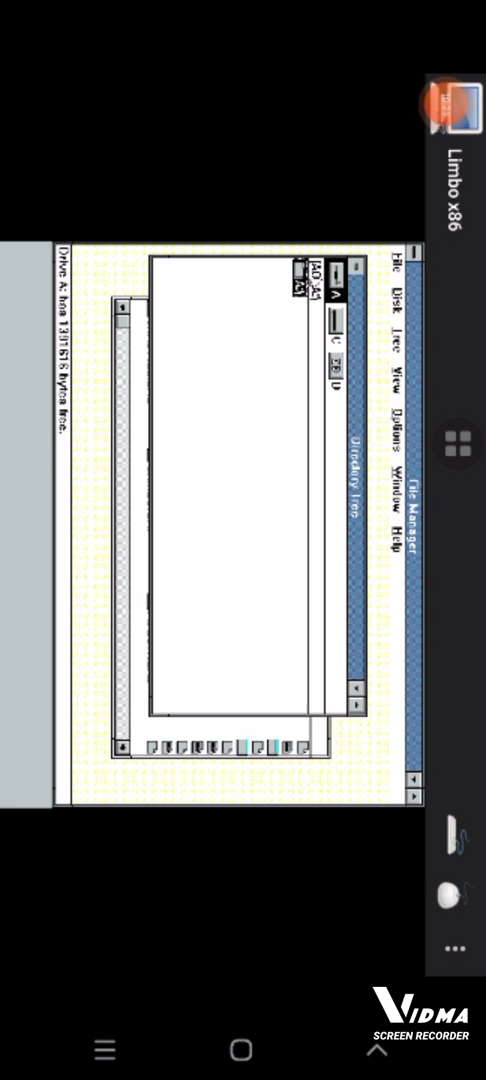 Limbo x86
File Manager
File Disk Tree View Options Window Help
Directory Tree
A C D
Drive A: has 1391616 bytes free.
VIDMA
SCREEN RECORDER